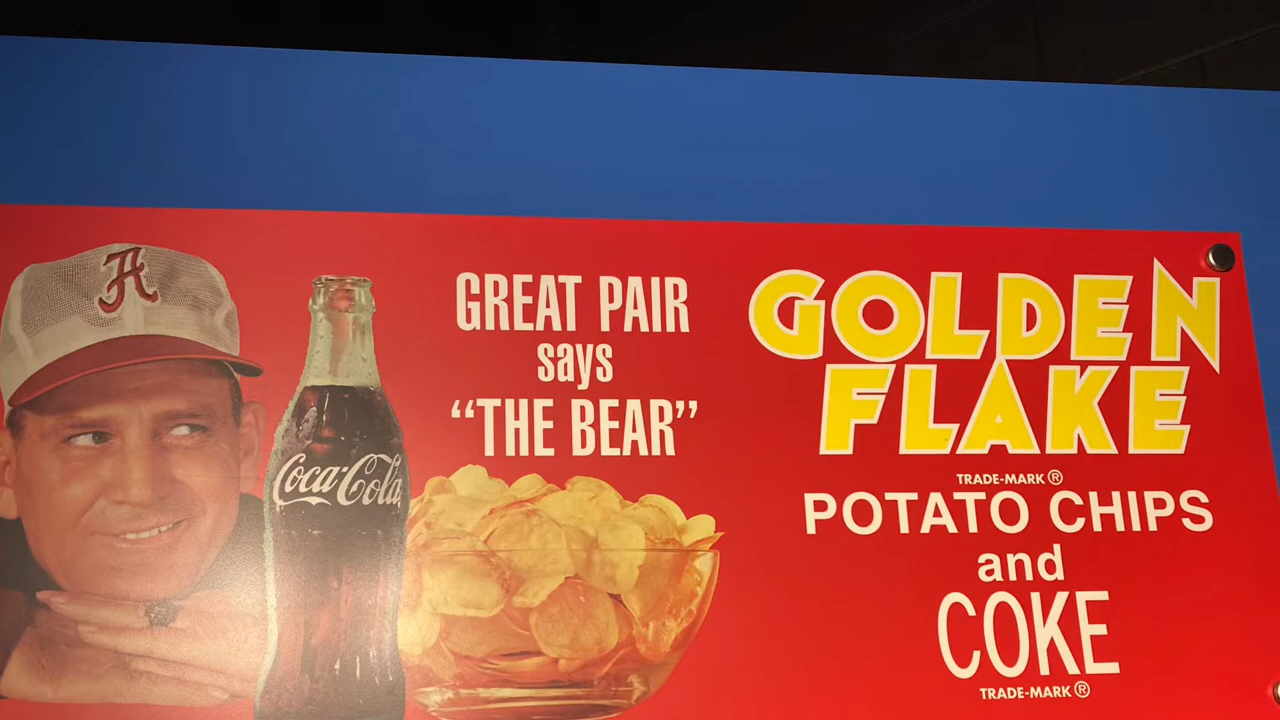 A
Coca-Cola
GREAT PAIR
says
“THE BEAR”
GOLDEN
FLAKE
TRADE-MARK ®
POTATO CHIPS
and
COKE
TRADE-MARK ®